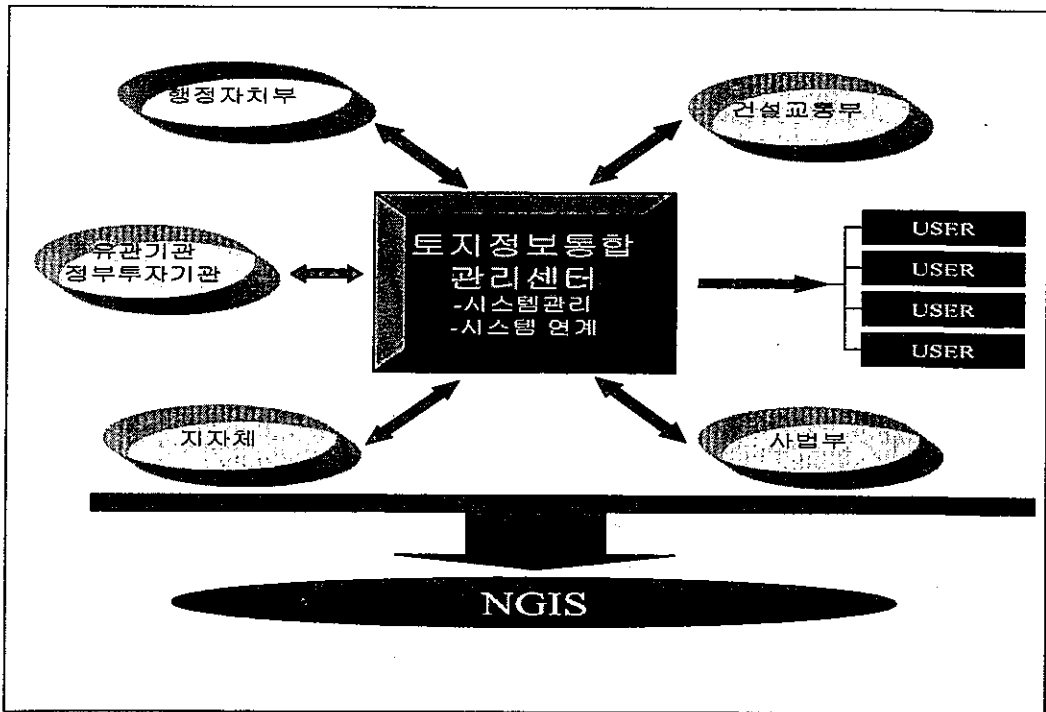 행정자치부
건설교통부
유관기관
정부투자기관
토지정보통합
관리센터
-시스템관리
-시스템 연계
USER
USER
USER
USER
지자체
사법부
NGIS